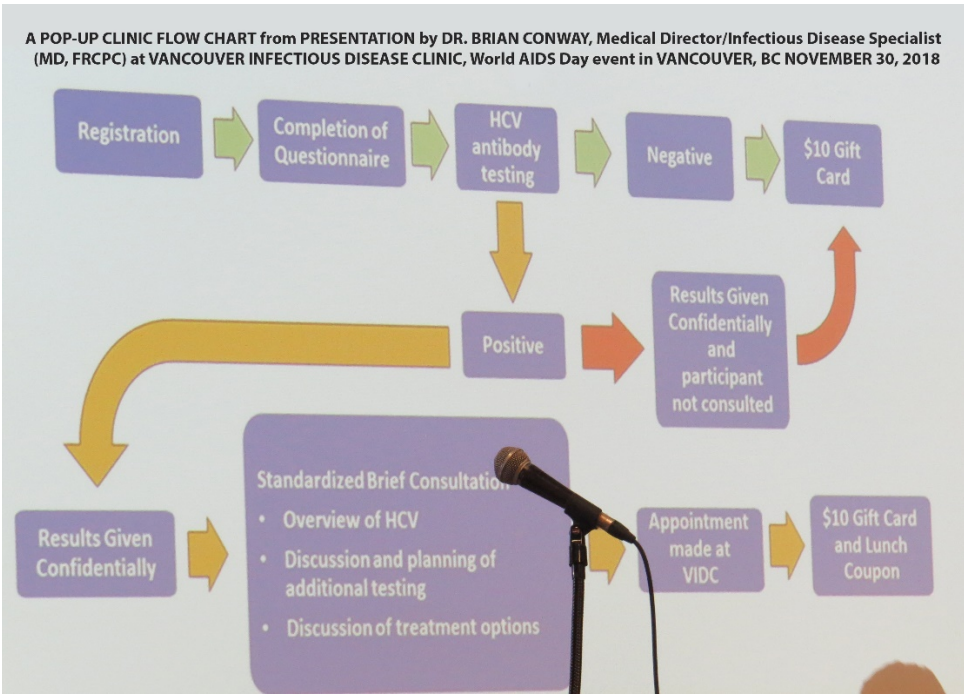 A POP-UP CLINIC FLOW CHART from PRESENTATION by DR. BRIAN CONWAY, Medical Director/Infectious Disease Specialist
(MD, FRCPC) at VANCOUVER INFECTIOUS DISEASE CLINIC, World AIDS Day event in VANCOUVER, BC NOVEMBER 30, 2018
Registration
Completion of
Questionnaire
HCV
antibody
testing
Negative
$10 Gift
Card
Positive
Results Given
Confidentially
and
participant
not consulted
Results Given
Confidentially
Standardized Brief Consultation
• Overview of HCV
• Discussion and planning of
additional testing
• Discussion of treatment options
Appointment
made at
VIDC
$10 Gift Card
and Lunch
Coupon